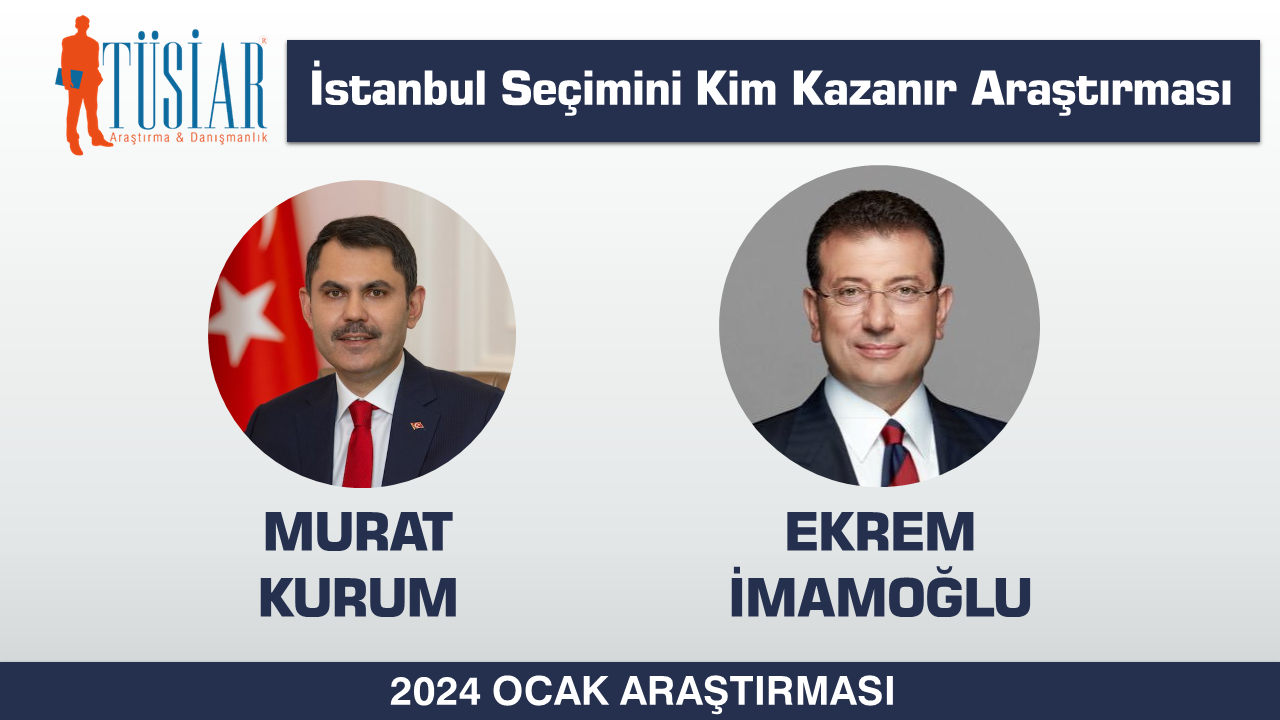 TÜSİAR
Araştırma & Danışmanlık
İstanbul Seçimini Kim Kazanır Araştırması
MURAT
KURUM
EKREM
İMAMOĞLU
2024 OCAK ARAŞTIRMASI